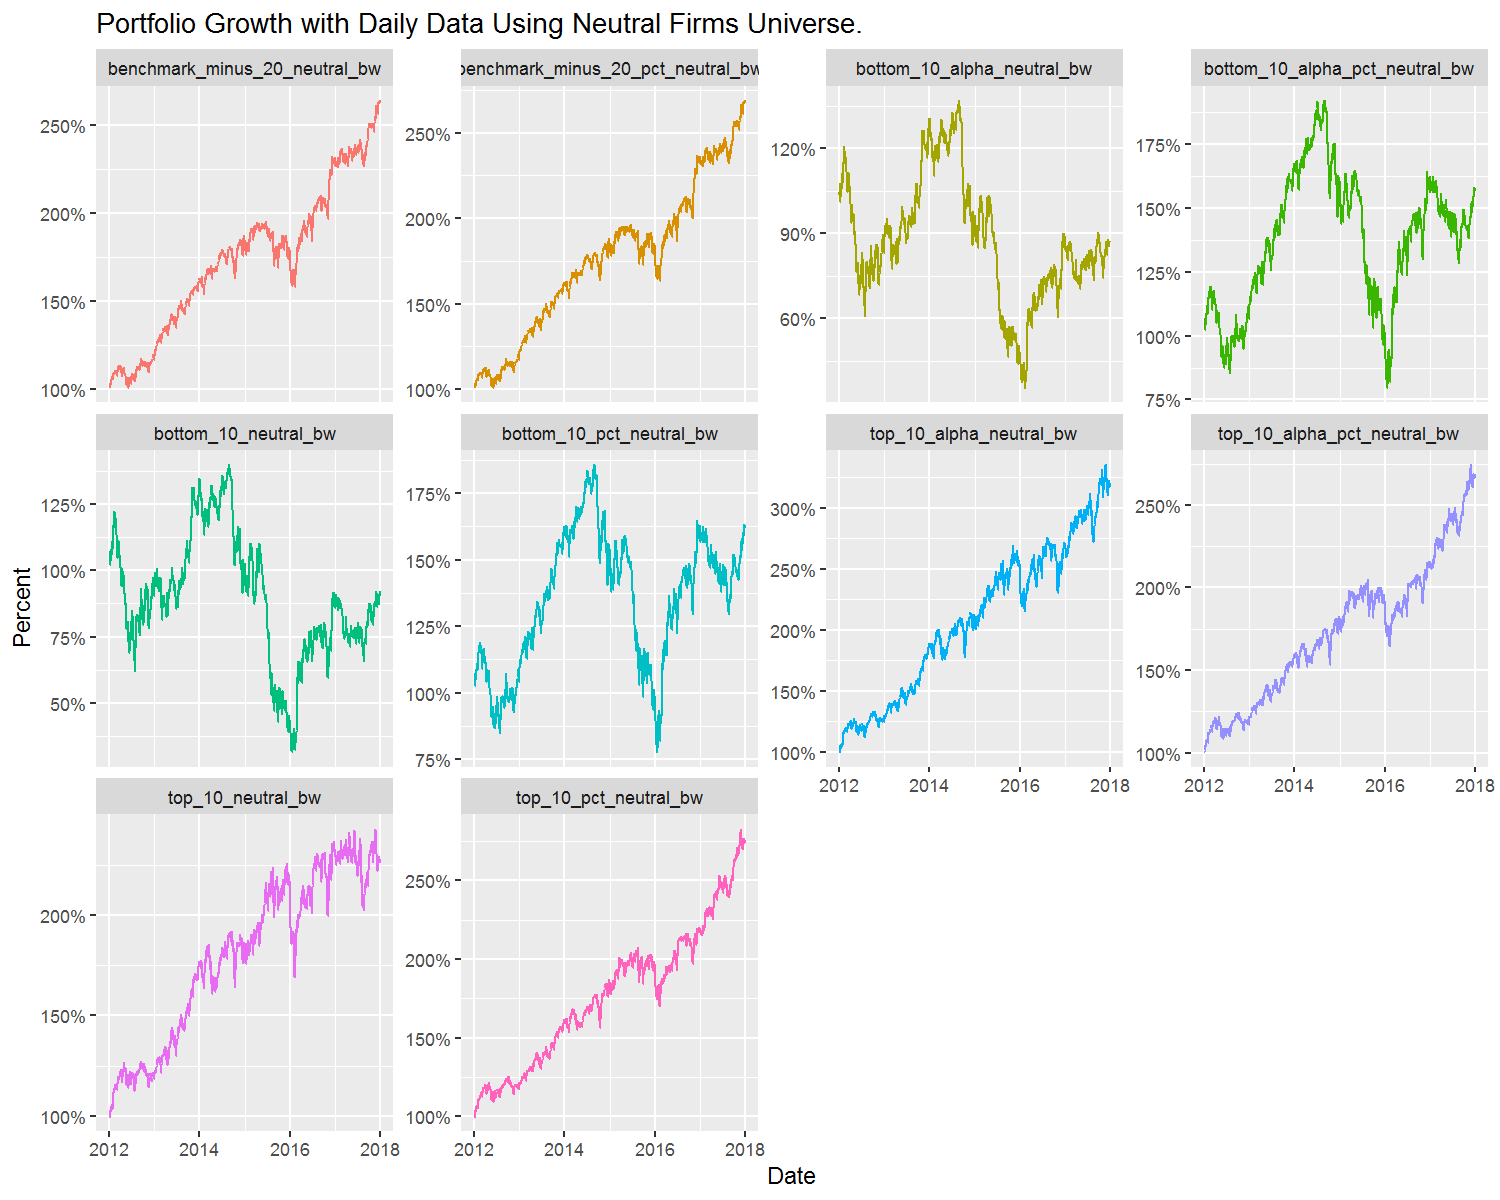 Portfolio Growth with Daily Data Using Neutral Firms Universe.
benchmark_minus_20_neutral_bw
benchmark_minus_20_pct_neutral_bw
bottom_10_alpha_neutral_bw
bottom_10_alpha_pct_neutral_bw
250%
200%
150%
100%
250%
200%
150%
100%
120%
90%
60%
175%
150%
125%
100%
75%
bottom_10_neutral_bw
bottom_10_pct_neutral_bw
top_10_alpha_neutral_bw
top_10_alpha_pct_neutral_bw
125%
100%
75%
50%
175%
150%
125%
100%
75%
300%
250%
200%
150%
100%
2012 2014 2016 2018
250%
200%
150%
100%
2012 2014 2016 2018
top_10_neutral_bw
top_10_pct_neutral_bw
200%
150%
100%
2012 2014 2016 2018
250%
200%
150%
100%
2012 2014 2016 2018
Percent
Date